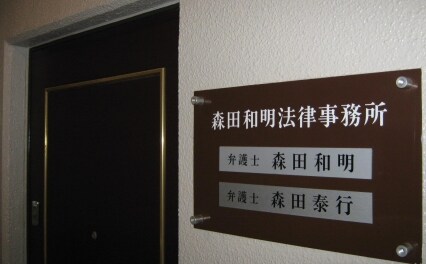 森田和明法律事務所
弁護士 森田和明
弁護士 森田泰行